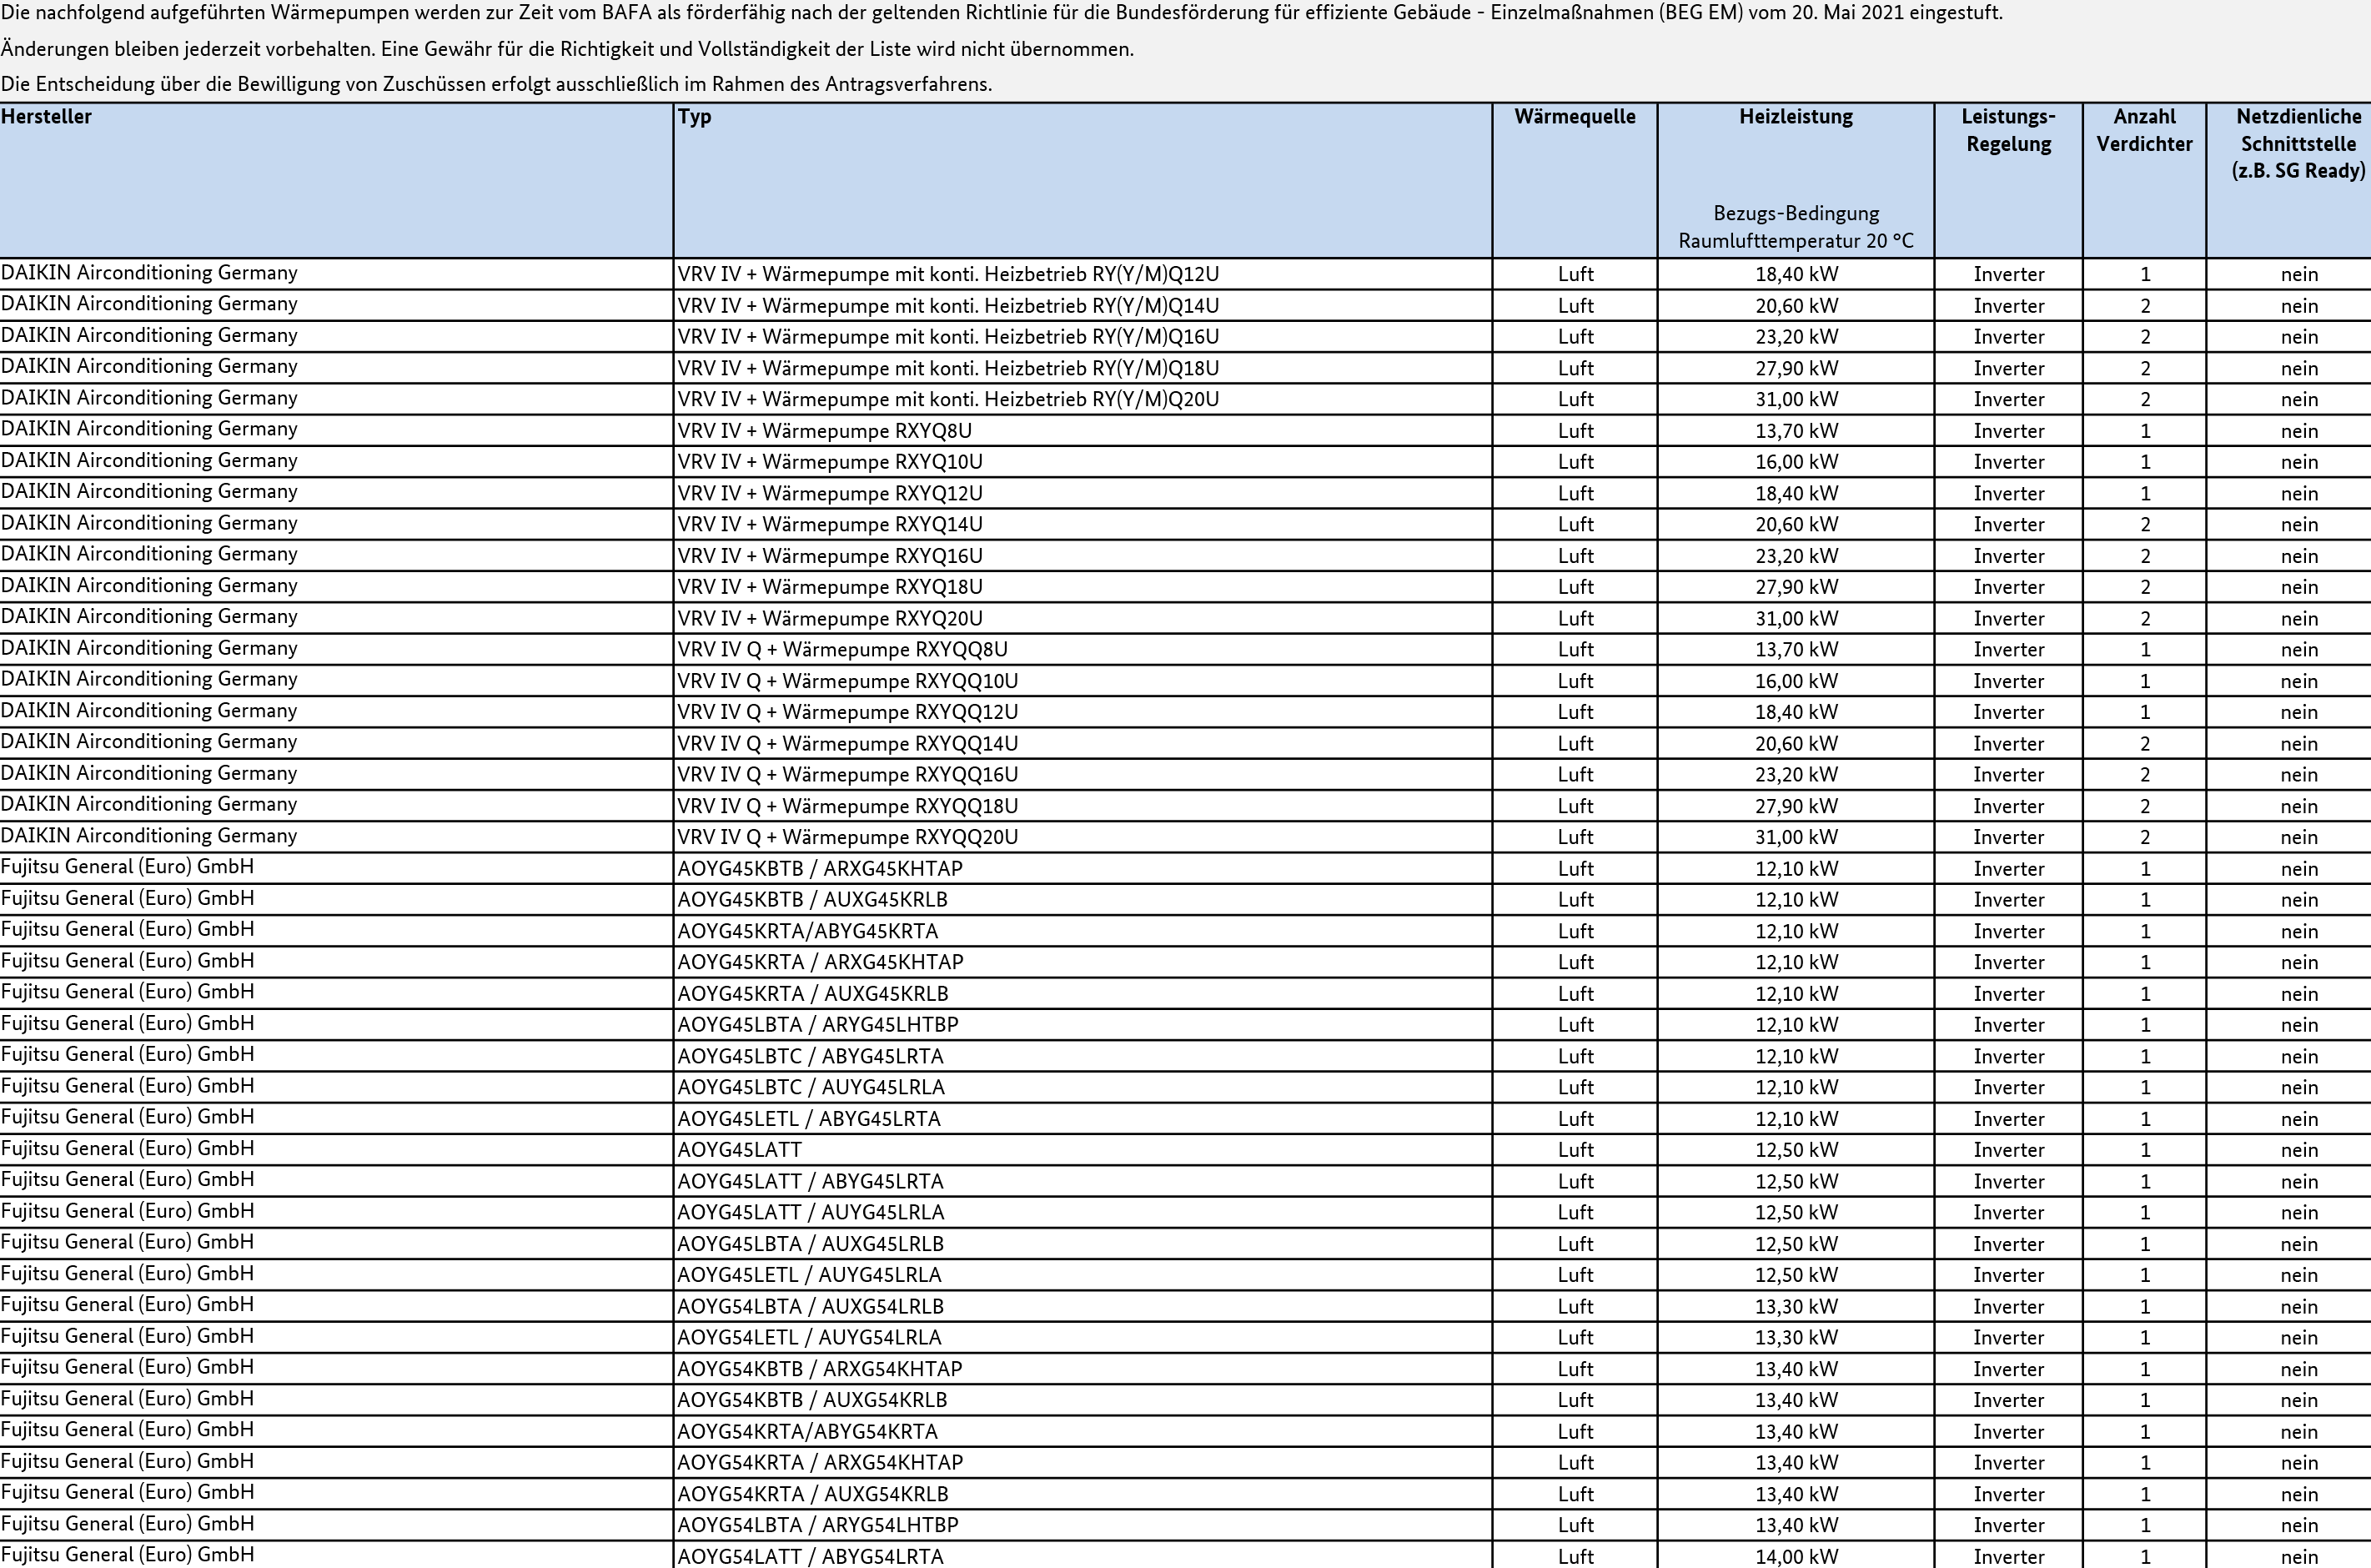 Die nachfolgend aufgeführten Wärmepumpen werden zur Zeit vom BAFA als förderfähig nach der geltenden Richtlinie für die Bundesförderung für effiziente Gebäude - Einzelmaßnahmen (BEG EM) vom 20. Mai 2021 eingestuft.
Änderungen bleiben jederzeit vorbehalten. Eine Gewähr für die Richtigkeit und Vollständigkeit der Liste wird nicht übernommen.
Die Entscheidung über die Bewilligung von Zuschüssen erfolgt ausschließlich im Rahmen des Antragsverfahrens.
Hersteller Typ Wärmequelle Heizleistung Leistungs- Anzahl Netzdienliche
Regelung Verdichter Schnittstelle
(z.B. SG Ready)
Bezugs-Bedingung
Raumlufttemperatur 20 °C
DAIKIN Airconditioning Germany VRV IV + Wärmepumpe mit konti. Heizbetrieb RY(Y/M)Q12U Luft 18,40 kW Inverter 1 nein
DAIKIN Airconditioning Germany VRV IV + Wärmepumpe mit konti. Heizbetrieb RY(Y/M)Q14U Luft 20,60 kW Inverter 2 nein
DAIKIN Airconditioning Germany VRV IV + Wärmepumpe mit konti. Heizbetrieb RY(Y/M)Q16U Luft 23,20 kW Inverter 2 nein
DAIKIN Airconditioning Germany VRV IV + Wärmepumpe mit konti. Heizbetrieb RY(Y/M)Q18U Luft 27,90 kW Inverter 2 nein
DAIKIN Airconditioning Germany VRV IV + Wärmepumpe mit konti. Heizbetrieb RY(Y/M)Q20U Luft 31,00 kW Inverter 2 nein
DAIKIN Airconditioning Germany VRV IV + Wärmepumpe RXYQ8U Luft 13,70 kW Inverter 1 nein
DAIKIN Airconditioning Germany VRV IV + Wärmepumpe RXYQ10U Luft 16,00 kW Inverter 1 nein
DAIKIN Airconditioning Germany VRV IV + Wärmepumpe RXYQ12U Luft 18,40 kW Inverter 1 nein
DAIKIN Airconditioning Germany VRV IV + Wärmepumpe RXYQ14U Luft 20,60 kW Inverter 2 nein
DAIKIN Airconditioning Germany VRV IV + Wärmepumpe RXYQ16U Luft 23,20 kW Inverter 2 nein
DAIKIN Airconditioning Germany VRV IV + Wärmepumpe RXYQ18U Luft 27,90 kW Inverter 2 nein
DAIKIN Airconditioning Germany VRV IV + Wärmepumpe RXYQ20U Luft 31,00 kW Inverter 2 nein
DAIKIN Airconditioning Germany VRV IV Q + Wärmepumpe RXYQQ8U Luft 13,70 kW Inverter 1 nein
DAIKIN Airconditioning Germany VRV IV Q + Wärmepumpe RXYQQ10U Luft 16,00 kW Inverter 1 nein
DAIKIN Airconditioning Germany VRV IV Q + Wärmepumpe RXYQQ12U Luft 18,40 kW Inverter 1 nein
DAIKIN Airconditioning Germany VRV IV Q + Wärmepumpe RXYQQ14U Luft 20,60 kW Inverter 2 nein
DAIKIN Airconditioning Germany VRV IV Q + Wärmepumpe RXYQQ16U Luft 23,20 kW Inverter 2 nein
DAIKIN Airconditioning Germany VRV IV Q + Wärmepumpe RXYQQ18U Luft 27,90 kW Inverter 2 nein
DAIKIN Airconditioning Germany VRV IV Q + Wärmepumpe RXYQQ20U Luft 31,00 kW Inverter 2 nein
Fujitsu General (Euro) GmbH AOYG45KBTB / ARXG45KHTAP Luft 12,10 kW Inverter 1 nein
Fujitsu General (Euro) GmbH AOYG45KBTB / AUXG45KRLB Luft 12,10 kW Inverter 1 nein
Fujitsu General (Euro) GmbH AOYG45KRTA/ABYG45KRTA Luft 12,10 kW Inverter 1 nein
Fujitsu General (Euro) GmbH AOYG45KRTA / ARXG45KHTAP Luft 12,10 kW Inverter 1 nein
Fujitsu General (Euro) GmbH AOYG45KRTA / AUXG45KRLB Luft 12,10 kW Inverter 1 nein
Fujitsu General (Euro) GmbH AOYG45LBTA / ARYG45LHTBP Luft 12,10 kW Inverter 1 nein
Fujitsu General (Euro) GmbH AOYG45LBTC / ABYG45LRTA Luft 12,10 kW Inverter 1 nein
Fujitsu General (Euro) GmbH AOYG45LBTC / AUYG45LRLA Luft 12,10 kW Inverter 1 nein
Fujitsu General (Euro) GmbH AOYG45LETL / ABYG45LRTA Luft 12,10 kW Inverter 1 nein
Fujitsu General (Euro) GmbH AOYG45LATT Luft 12,50 kW Inverter 1 nein
Fujitsu General (Euro) GmbH AOYG45LATT / ABYG45LRTA Luft 12,50 kW Inverter 1 nein
Fujitsu General (Euro) GmbH AOYG45LATT / AUYG45LRLA Luft 12,50 kW Inverter 1 nein
Fujitsu General (Euro) GmbH AOYG45LBTA / AUXG45LRLB Luft 12,50 kW Inverter 1 nein
Fujitsu General (Euro) GmbH AOYG45LETL / AUYG45LRLA Luft 12,50 kW Inverter 1 nein
Fujitsu General (Euro) GmbH AOYG54LBTA / AUXG54LRLB Luft 13,30 kW Inverter 1 nein
Fujitsu General (Euro) GmbH AOYG54LETL / AUYG54LRLA Luft 13,30 kW Inverter 1 nein
Fujitsu General (Euro) GmbH AOYG54KBTB / ARXG54KHTAP Luft 13,40 kW Inverter 1 nein
Fujitsu General (Euro) GmbH AOYG54KBTB / AUXG54KRLB Luft 13,40 kW Inverter 1 nein
Fujitsu General (Euro) GmbH AOYG54KRTA/ABYG54KRTA Luft 13,40 kW Inverter 1 nein
Fujitsu General (Euro) GmbH AOYG54KRTA / ARXG54KHTAP Luft 13,40 kW Inverter 1 nein
Fujitsu General (Euro) GmbH AOYG54KRTA / AUXG54KRLB Luft 13,40 kW Inverter 1 nein
Fujitsu General (Euro) GmbH AOYG54LBTA / ARYG54LHTBP Luft 13,40 kW Inverter 1 nein
Fujitsu General (Euro) GmbH AOYG54LATT / ABYG54LRTA Luft 14,00 kW Inverter 1 nein